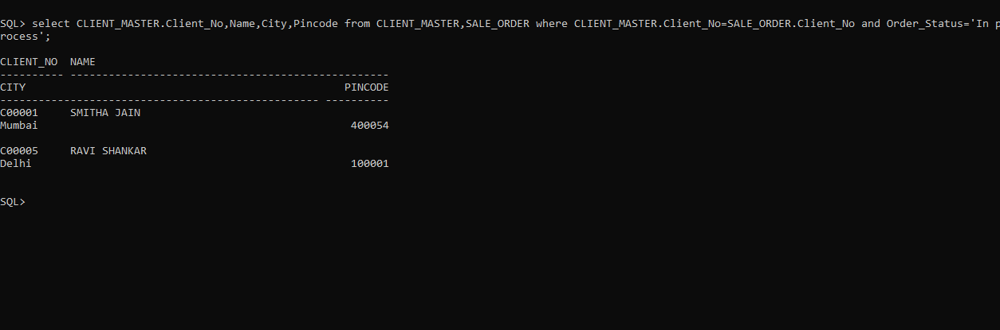 SQL> select CLIENT_MASTER.Client_No,Name,City,Pincode from CLIENT_MASTER,SALE_ORDER where CLIENT_MASTER.Client_No=SALE_ORDER.Client_No and Order_Status='In p
rocess';
CLIENT_NO  NAME
---------- --------------------------------------------------
CITY                                                  PINCODE
-------------------------------------------------- ----------
C00001     SMITHA JAIN
Mumbai                                                 400054
C00005     RAVI SHANKAR
Delhi                                                  100001
SQL>